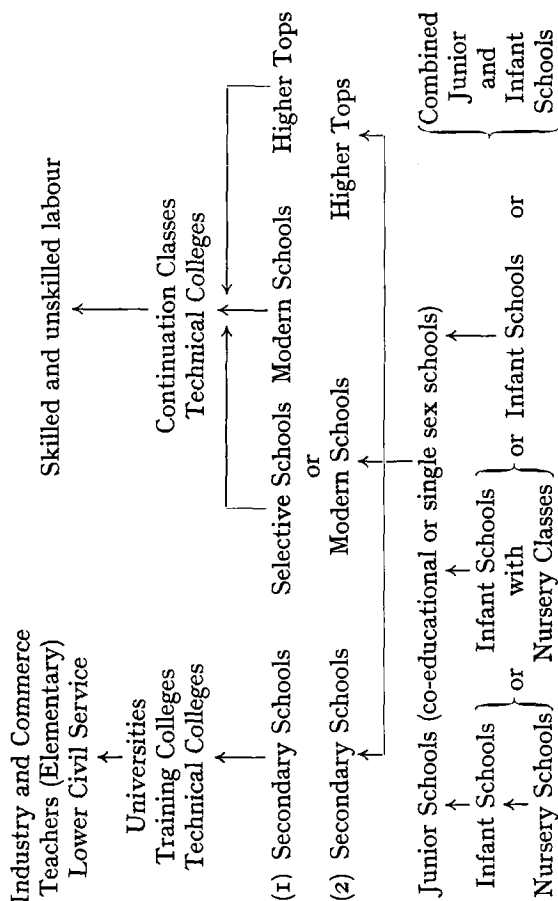 Industry and Commerce
Teachers (Elementary)
Lower Civil Service
Skilled and unskilled labour
Universities
Training Colleges
Technical Colleges
Continuation Classes
Technical Colleges
(1) Secondary Schools
Selective Schools
Modern Schools
Higher Tops
or
(2) Secondary Schools
Modern Schools
Higher Tops
Junior Schools (co-educational or single sex schools)
Infant Schools
Nursery Schools
or
Infant Schools
with
Nursery Classes
or Infant Schools
or
Combined
Junior
and
Infant
Schools